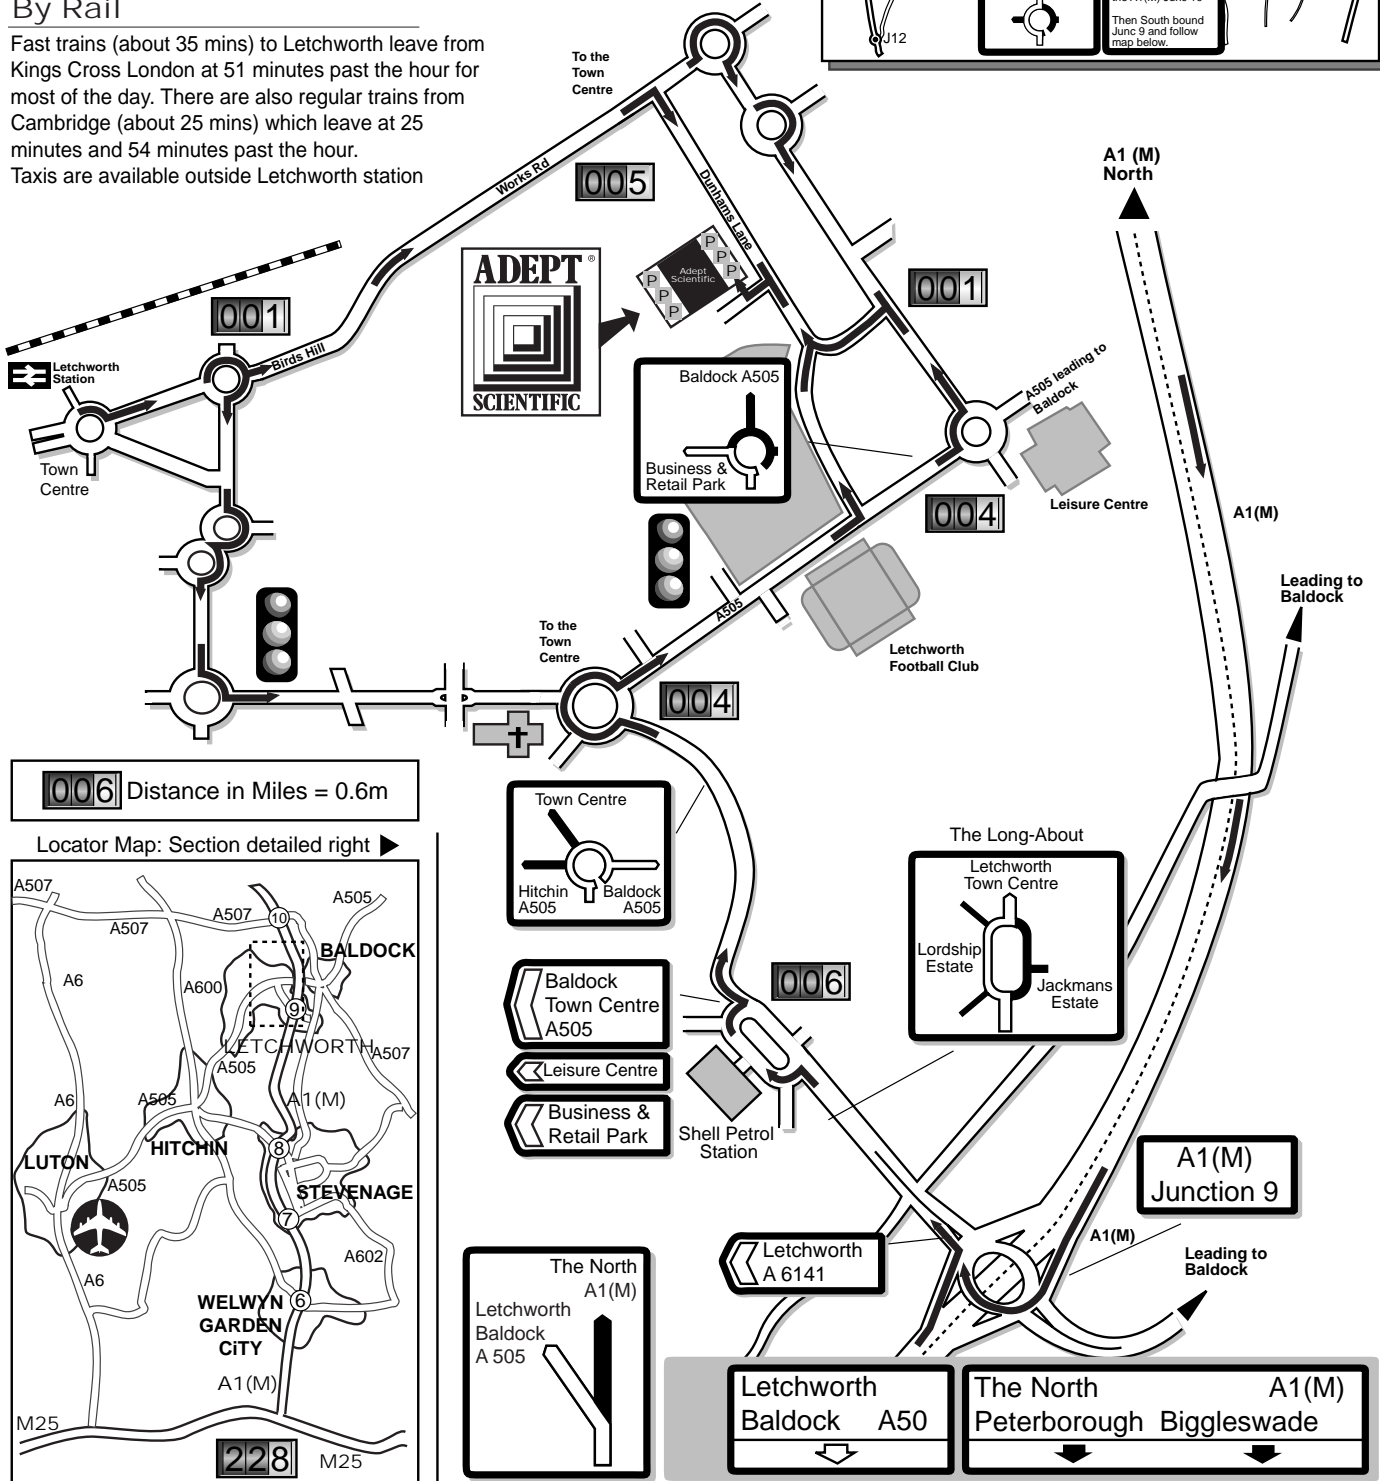 By Rail
Fast trains (about 35 mins) to Letchworth leave from
Kings Cross London at 51 minutes past the hour for
most of the day. There are also regular trains from
Cambridge (about 25 mins) which leave at 25
minutes and 54 minutes past the hour.
Taxis are available outside Letchworth station
J12
Then South bound
Junc 9 and follow
map below.
To the
Town
Centre
Works Rd
005
Dunhams Lane
A1 (M)
North
ADEPT ®
SCIENTIFIC
P
P
P
Adept
Scientific
P
P
P
001
001
Birds Hill
Letchworth
Station
Town
Centre
Baldock A505
Business &
Retail Park
A505 leading to
Baldock
Leisure Centre
004
A1(M)
Leading to
Baldock
A505
Letchworth
Football Club
To the
Town
Centre
004
006 Distance in Miles = 0.6m
Town Centre
Hitchin
A505
Baldock
A505
The Long-About
Letchworth
Town Centre
Lordship
Estate
Jackmans
Estate
Baldock
Town Centre
A505
Leisure Centre
Business &
Retail Park
006
Shell Petrol
Station
A1(M)
Junction 9
A1(M)
Leading to
Baldock
Letchworth
A 6141
The North
A1(M)
Letchworth
Baldock
A 505
Letchworth
Baldock A50
The North A1(M)
Peterborough Biggleswade
Locator Map: Section detailed right
A507
A507
A507
A505
10
BALDOCK
A6
A600
9
LETCHWORTH
A507
A505
A6
A505
A1(M)
HITCHIN
8
LUTON
A505
STEVENAGE
7
A602
A6
WELWYN
GARDEN
CiTY
6
A1(M)
M25
228
M25